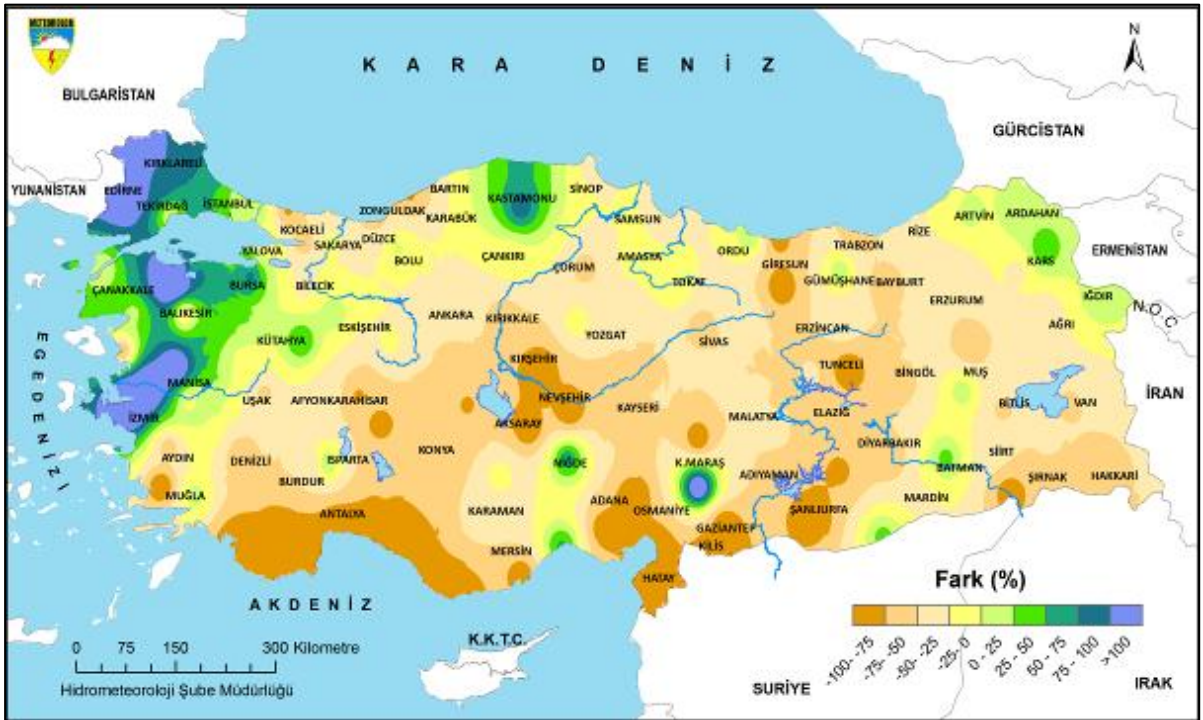 METEOROLOJİ
KARA DENİZ
N
BULGARİSTAN
GÜRCİSTAN
YUNANİSTAN
ERMENİSTAN
N.O.C
İRAN
EGE DENİZİ
KIRKLARELİ
EDİRNE
TEKİRDAĞ
İSTANBUL
KOCAELİ
YALOVA
SAKARYA
DÜZCE
ZONGULDAK
BARTIN
KARABÜK
KASTAMONU
SİNOP
SAMSUN
ORDU
GİRESUN
TRABZON
RİZE
ARTVİN
ARDAHAN
KARS
IĞDIR
AĞRI
ÇANAKKALE
BALIKESİR
BURSA
BİLECİK
BOLU
ÇANKIRI
ÇORUM
AMASYA
TOKAT
GÜMÜŞHANE
BAYBURT
ERZURUM
ERZİNCAN
KÜTAHYA
ESKİŞEHİR
ANKARA
KIRIKKALE
YOZGAT
SİVAS
TUNCELİ
BİNGÖL
MUŞ
BİTLİS
VAN
MANİSA
İZMİR
UŞAK
AFYONKARAHİSAR
KIRŞEHİR
NEVŞEHİR
AKSARAY
KAYSERİ
MALATYA
ELAZIĞ
DİYARBAKIR
SİİRT
BATMAN
ŞIRNAK
HAKKARİ
AYDIN
DENİZLİ
ISPARTA
BURDUR
KONYA
NİĞDE
K.MARAŞ
ADIYAMAN
MARDİN
MUĞLA
ANTALYA
KARAMAN
MERSİN
ADANA
OSMANİYE
GAZİANTEP
KİLİS
ŞANLIURFA
HATAY
AKDENİZ
K.K.T.C.
SURİYE
IRAK
0 75 150 300 Kilometre
Hidrometeoroloji Şube Müdürlüğü
Fark (%)
-100--75
-75--50
-50--25
-25-0
0 - 25
25 - 50
50 - 75
75 - 100
>100